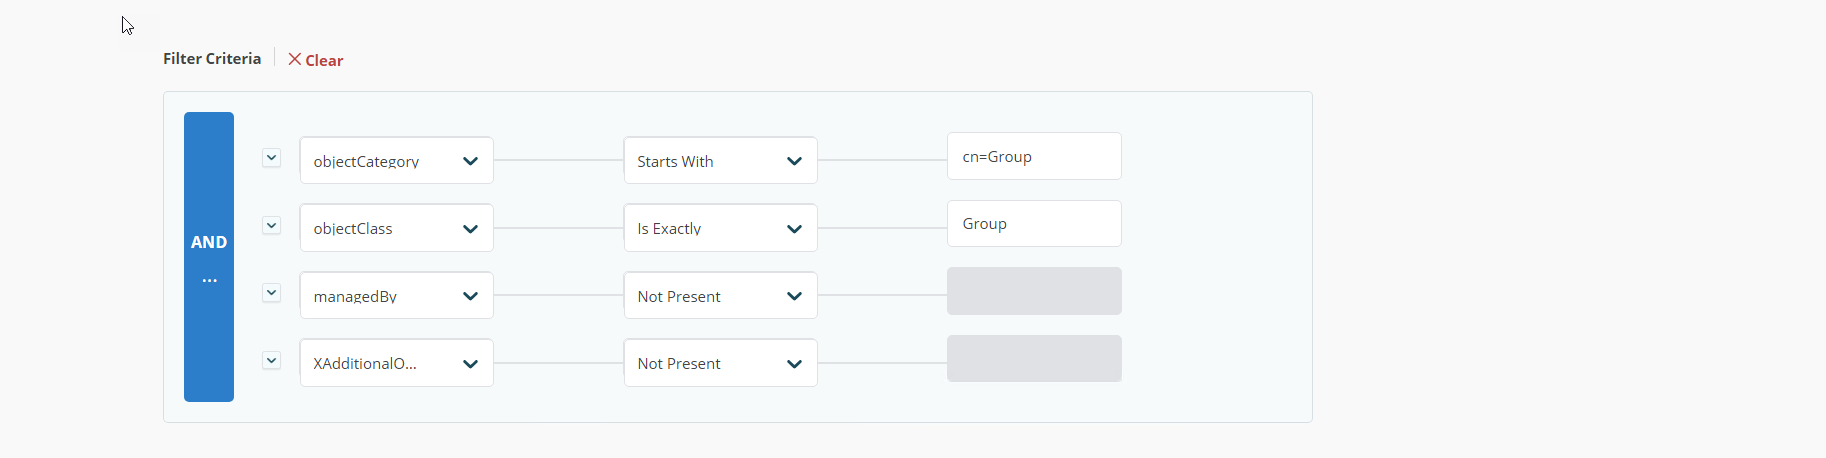 Filter Criteria Clear
objectCategory Starts With cn=Group
AND
...
objectClass Is Exactly Group
managedBy Not Present
XAdditionalO... Not Present